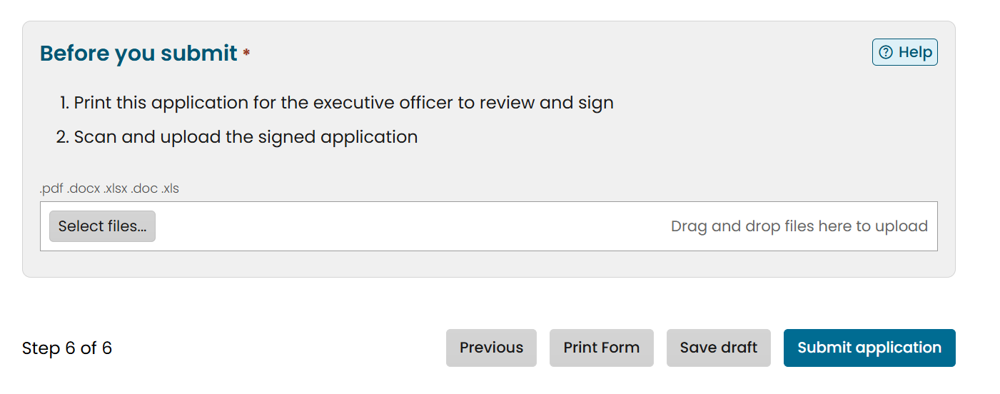 Before you submit *
Help
1. Print this application for the executive officer to review and sign
2. Scan and upload the signed application
.pdf .docx .xlsx .doc .xls
Select files...
Drag and drop files here to upload
Step 6 of 6
Previous
Print Form
Save draft
Submit application